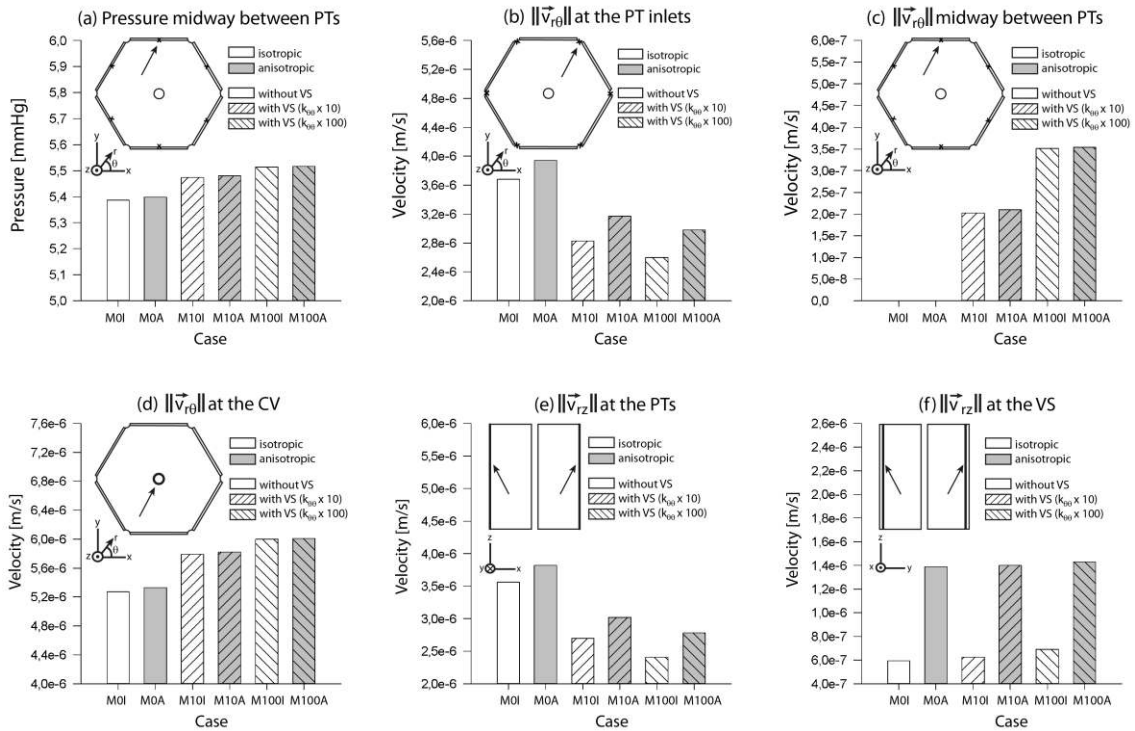 (a) Pressure midway between PTs
Pressure [mmHg]
6,0
5,9
5,8
5,7
5,6
5,5
5,4
5,3
5,2
5,1
5,0
isotropic
anisotropic
without VS
with VS (kθθ x 10)
with VS (kθθ x 100)
y
r
θ
z
x
M0I M0A M10I M10A M100I M100A
Case
(b) ||v⃗rθ|| at the PT inlets
Velocity [m/s]
5,6e-6
5,2e-6
4,8e-6
4,4e-6
4,0e-6
3,6e-6
3,2e-6
2,8e-6
2,4e-6
2,0e-6
isotropic
anisotropic
without VS
with VS (kθθ x 10)
with VS (kθθ x 100)
y
r
θ
z
x
M0I M0A M10I M10A M100I M100A
Case
(c) ||v⃗rθ|| midway between PTs
Velocity [m/s]
6,0e-7
5,5e-7
5,0e-7
4,5e-7
4,0e-7
3,5e-7
3,0e-7
2,5e-7
2,0e-7
1,5e-7
1,0e-7
5,0e-8
0,0
isotropic
anisotropic
without VS
with VS (kθθ x 10)
with VS (kθθ x 100)
y
r
θ
z
x
M0I M0A M10I M10A M100I M100A
Case
(d) ||v⃗rθ|| at the CV
Velocity [m/s]
7,6e-6
7,2e-6
6,8e-6
6,4e-6
6,0e-6
5,6e-6
5,2e-6
4,8e-6
4,4e-6
4,0e-6
isotropic
anisotropic
without VS
with VS (kθθ x 10)
with VS (kθθ x 100)
y
r
θ
z
x
M0I M0A M10I M10A M100I M100A
Case
(e) ||v⃗rz|| at the PTs
Velocity [m/s]
6,0e-6
5,5e-6
5,0e-6
4,5e-6
4,0e-6
3,5e-6
3,0e-6
2,5e-6
2,0e-6
isotropic
anisotropic
without VS
with VS (kθθ x 10)
with VS (kθθ x 100)
z
y
x
M0I M0A M10I M10A M100I M100A
Case
(f) ||v⃗rz|| at the VS
Velocity [m/s]
2,6e-6
2,4e-6
2,2e-6
2,0e-6
1,8e-6
1,6e-6
1,4e-6
1,2e-6
1,0e-6
8,0e-7
6,0e-7
4,0e-7
isotropic
anisotropic
without VS
with VS (kθθ x 10)
with VS (kθθ x 100)
z
x
y
M0I M0A M10I M10A M100I M100A
Case